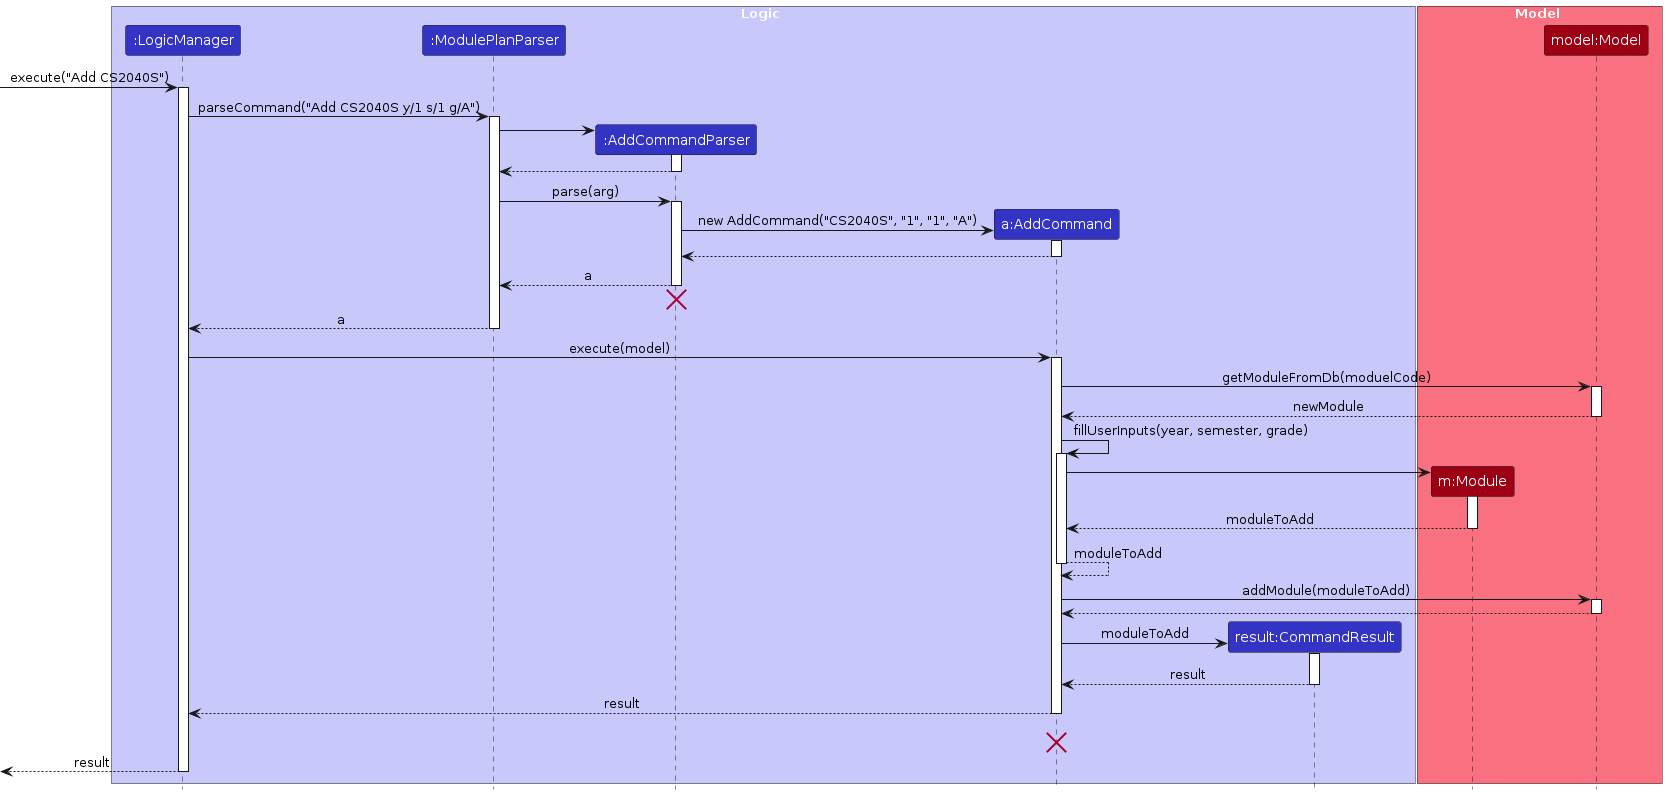 Logic
Model
:LogicManager
:ModulePlanParser
model:Model
execute("Add CS2040S")
parseCommand("Add CS2040S y/1 s/1 g/A")
:AddCommandParser
parse(arg)
new AddCommand("CS2040S", "1", "1", "A")
a:AddCommand
a
a
execute(model)
getModuleFromDb(moduelCode)
newModule
fillUserInputs(year, semester, grade)
m:Module
moduleToAdd
moduleToAdd
addModule(moduleToAdd)
moduleToAdd
result:CommandResult
result
result
result